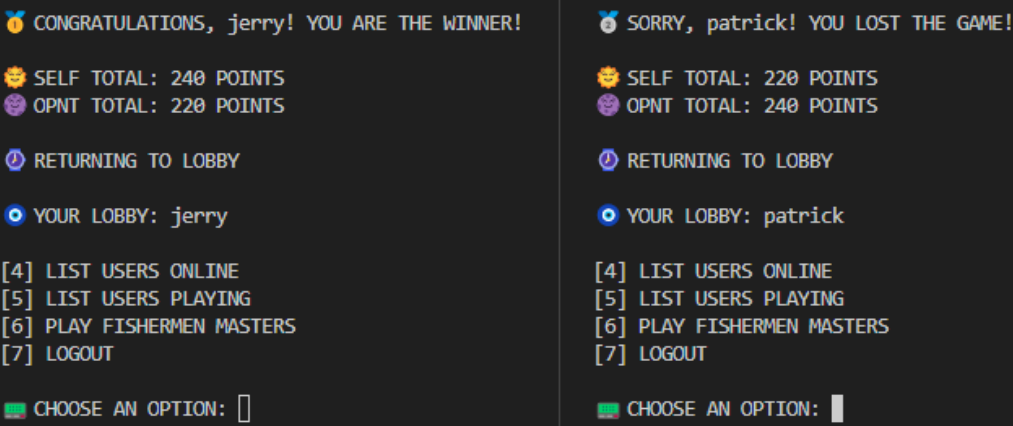 🥇 CONGRATULATIONS, jerry! YOU ARE THE WINNER!
🌞 SELF TOTAL: 240 POINTS
🌚 OPNT TOTAL: 220 POINTS
⌚ RETURNING TO LOBBY
🧿 YOUR LOBBY: jerry
[4] LIST USERS ONLINE
[5] LIST USERS PLAYING
[6] PLAY FISHERMEN MASTERS
[7] LOGOUT
📟 CHOOSE AN OPTION:
🥈 SORRY, patrick! YOU LOST THE GAME!
🌞 SELF TOTAL: 220 POINTS
🌚 OPNT TOTAL: 240 POINTS
⌚ RETURNING TO LOBBY
🧿 YOUR LOBBY: patrick
[4] LIST USERS ONLINE
[5] LIST USERS PLAYING
[6] PLAY FISHERMEN MASTERS
[7] LOGOUT
📟 CHOOSE AN OPTION: